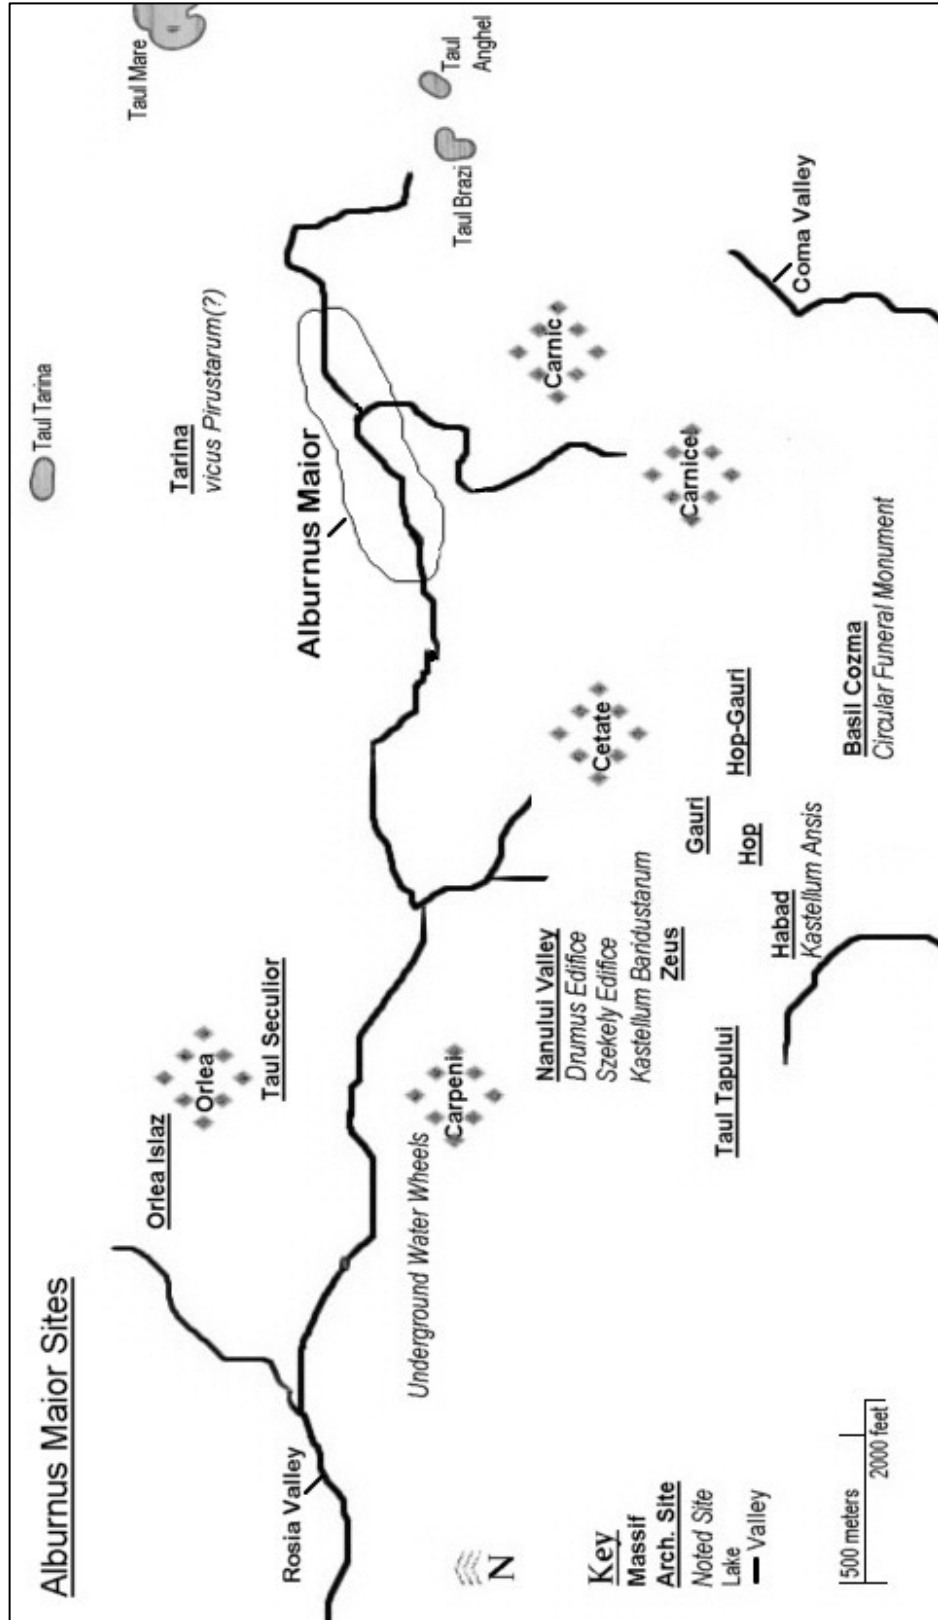 Alburnus Maior Sites
Taul Tarina
Taul Mare
Tarina
vicus Pirustarum(?)
Taul
Anghel
Taul Brazi
Orlea Islaz
Orlea
Taul Seculior
Alburnus Maior
Rosia Valley
Underground Water Wheels
Carpeni
Carnic
Carnicel
Coma Valley
Cetate
Nanului Valley
Drumus Edifice
Szekely Edifice
Kastellum Baridustarum
Zeus
Gauri
Hop-Gauri
Hop
Habad
Kastellum Ansis
Basil Cozma
Circular Funeral Monument
Taul Tapului
N
Key
Massif
Arch. Site
Noted Site
Lake
Valley
500 meters
2000 feet